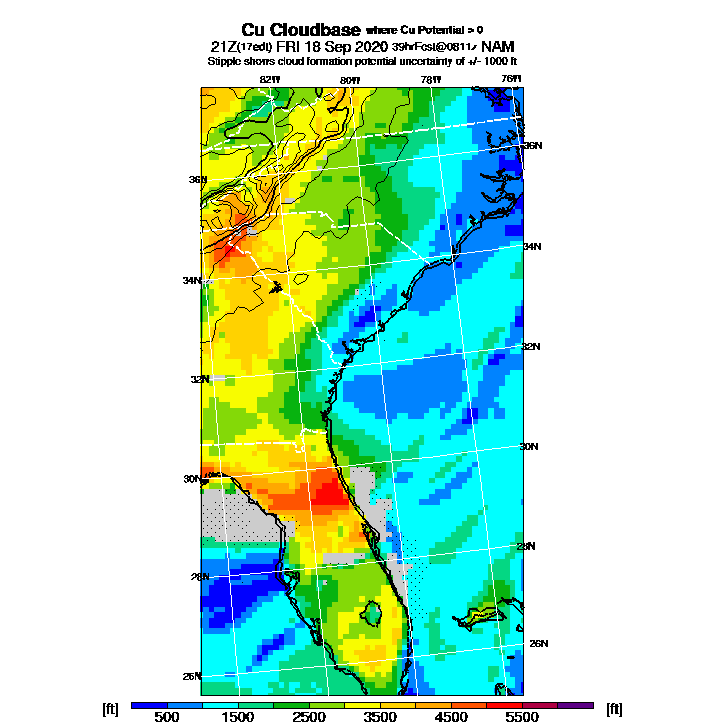 Cu Cloudbase where Cu Potential > 0
21Z(17edt) FRI 18 Sep 2020 39hrFcst@0811z NAM
Stipple shows cloud formation potential uncertainty of +/- 1000 ft
82W 80W 78W 76W
36N
36N
34N
34N
32N
32N
30N
30N
28N
28N
26N
26N
[ft] 500 1500 2500 3500 4500 5500 [ft]